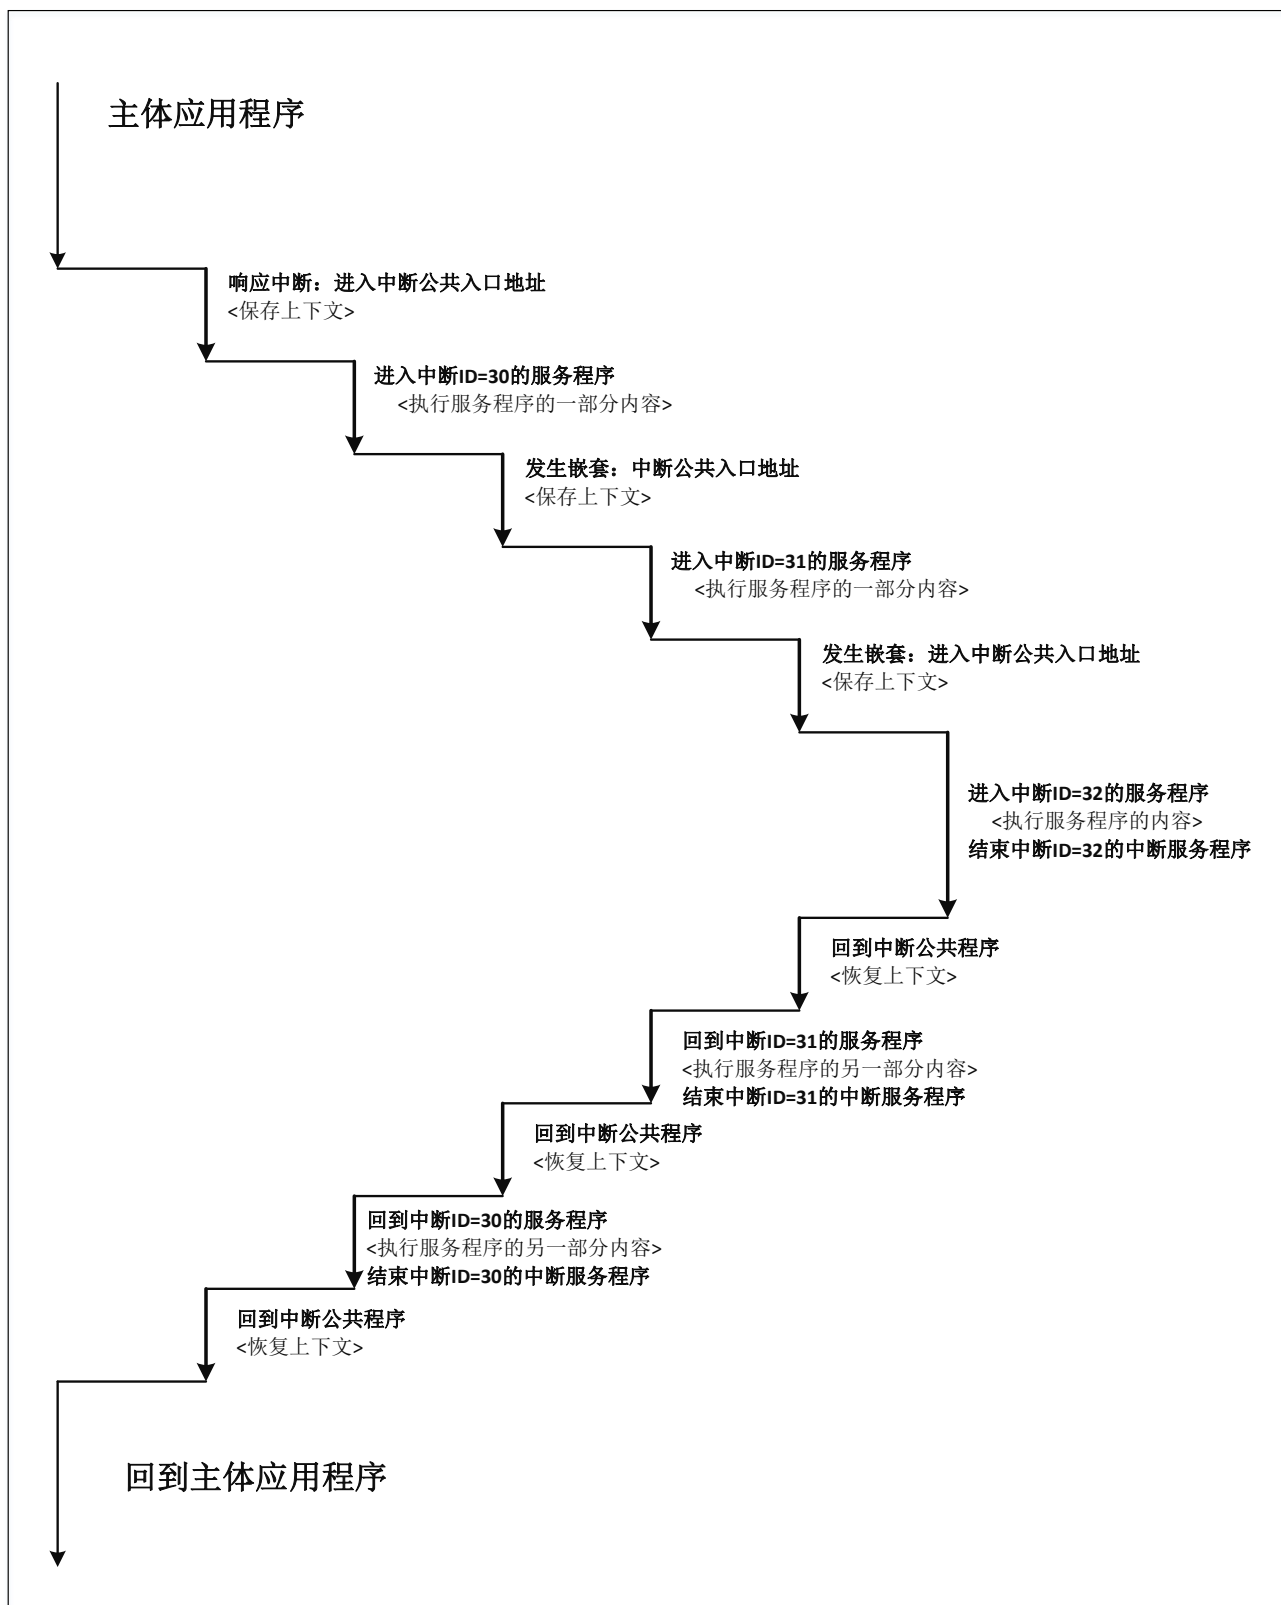 主体应用程序
响应中断：进入中断公共入口地址
<保存上下文>
进入中断ID=30的服务程序
<执行服务程序的一部分内容>
发生嵌套：中断公共入口地址
<保存上下文>
进入中断ID=31的服务程序
<执行服务程序的一部分内容>
发生嵌套：进入中断公共入口地址
<保存上下文>
进入中断ID=32的服务程序
<执行服务程序的内容>
结束中断ID=32的中断服务程序
回到中断公共程序
<恢复上下文>
回到中断ID=31的服务程序
<执行服务程序的另一部分内容>
结束中断ID=31的中断服务程序
回到中断公共程序
<恢复上下文>
回到中断ID=30的服务程序
<执行服务程序的另一部分内容>
结束中断ID=30的中断服务程序
回到中断公共程序
<恢复上下文>
回到主体应用程序